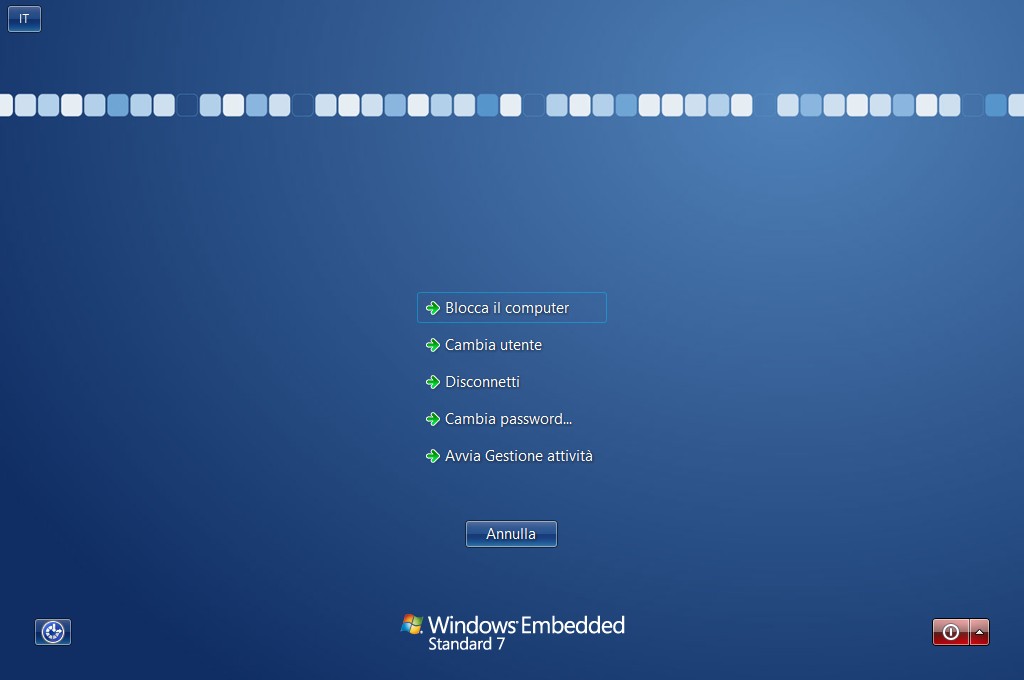 IT
Blocca il computer
Cambia utente
Disconnetti
Cambia password...
Avvia Gestione attività
Annulla
Windows Embedded
Standard 7